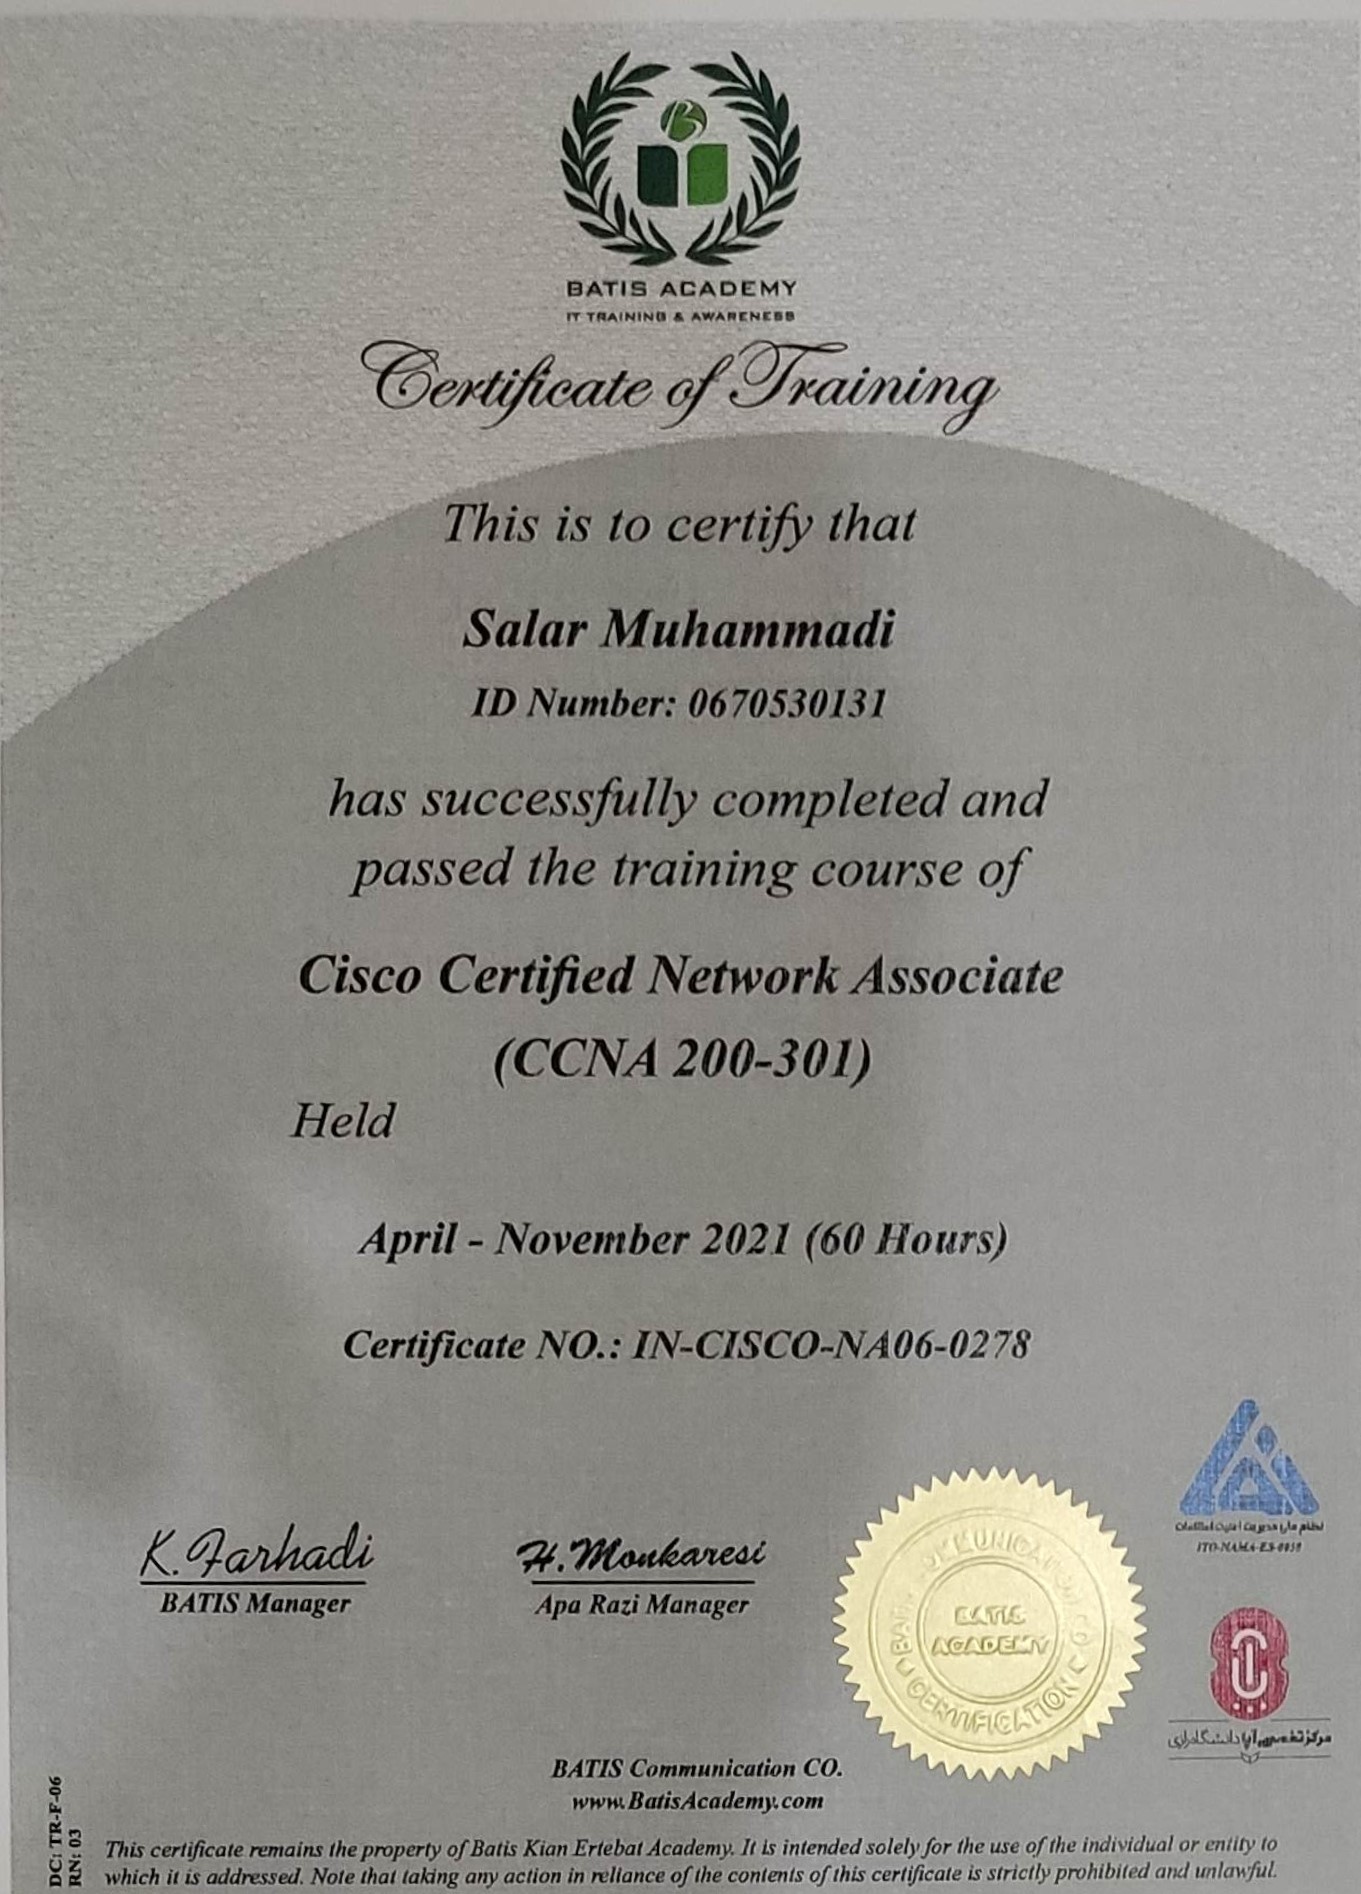 BATIS ACADEMY
IT TRAINING & AWARENESS
Certificate of Training
This is to certify that
Salar Muhammadi
ID Number: 0670530131
has successfully completed and
passed the training course of
Cisco Certified Network Associate
(CCNA 200-301)
Held
April - November 2021 (60 Hours)
Certificate NO.: IN-CISCO-NA06-0278
K. Farhadi
BATIS Manager
H. Monkaresi
Apa Razi Manager
BATIS
ACADEMY
CERTIFICATION
نظام ملی مدیریت امنیت اطلاعات
ITO-NAMA-ES-0050
مرکز تخصصی آپا دانشگاه رازی
BATIS Communication CO.
www.BatisAcademy.com
DC: TR-F-06
RN: 03
This certificate remains the property of Batis Kian Ertebat Academy. It is intended solely for the use of the individual or entity to
which it is addressed. Note that taking any action in reliance of the contents of this certificate is strictly prohibited and unlawful.